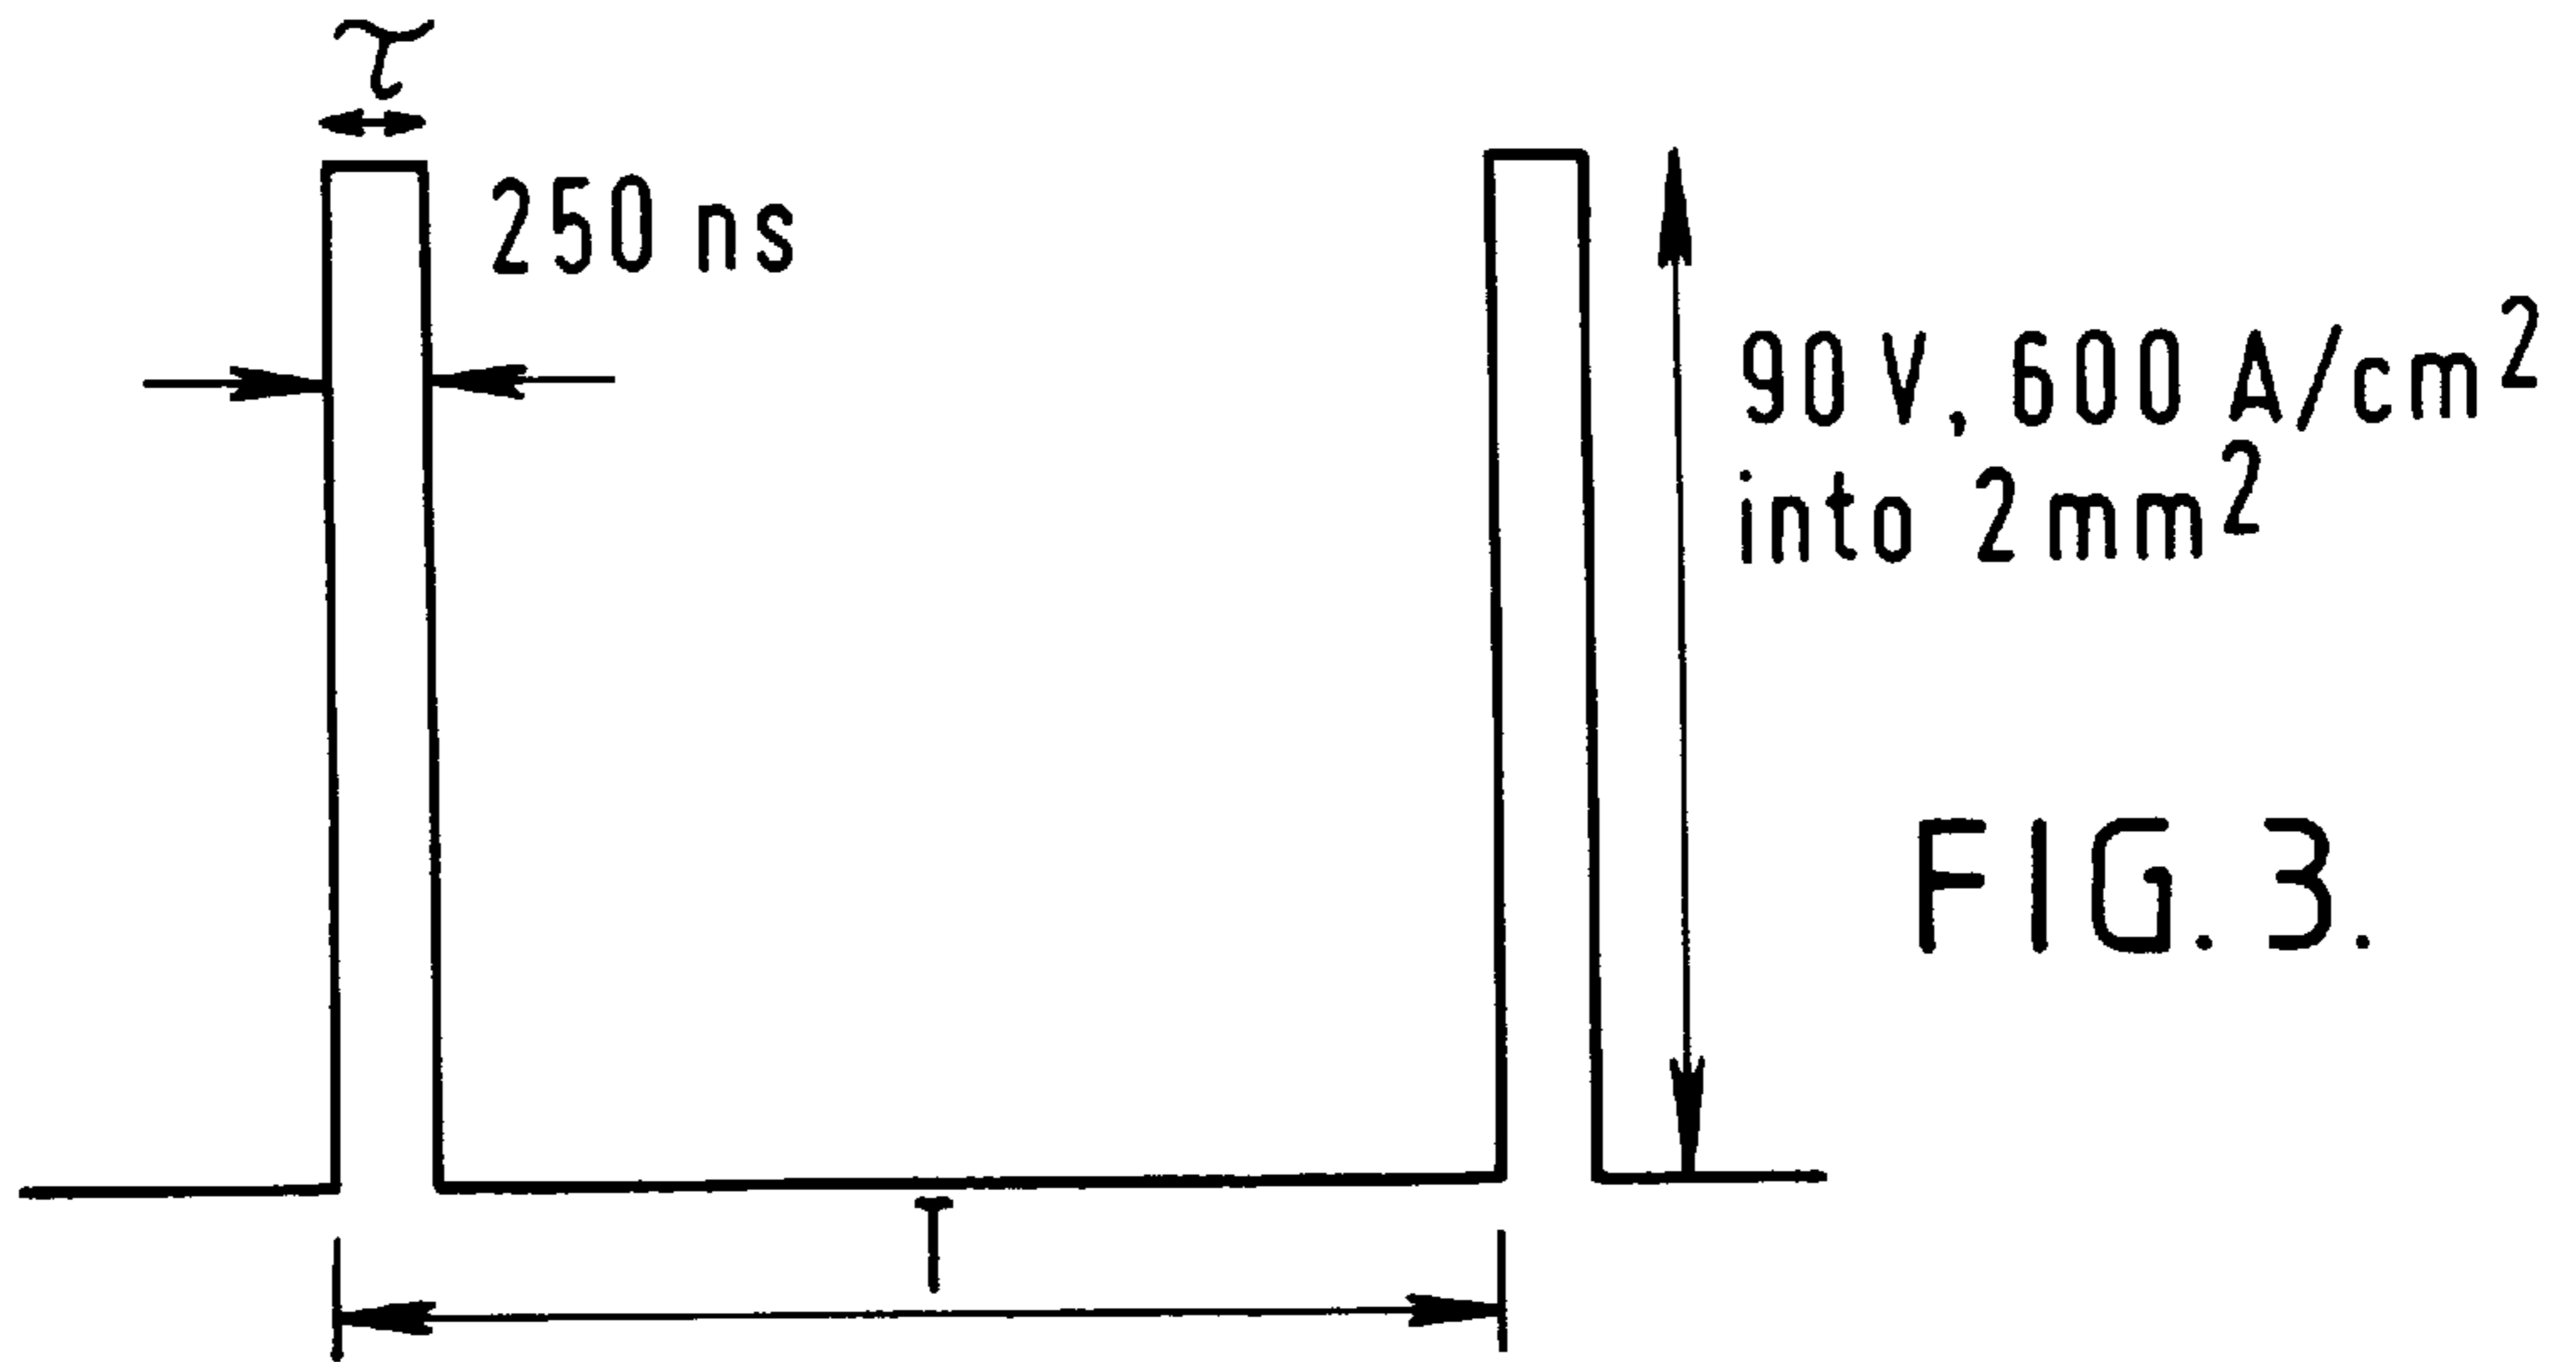 τ
250 ns
90 V, 600 A/cm²
into 2 mm²
FIG. 3.
T